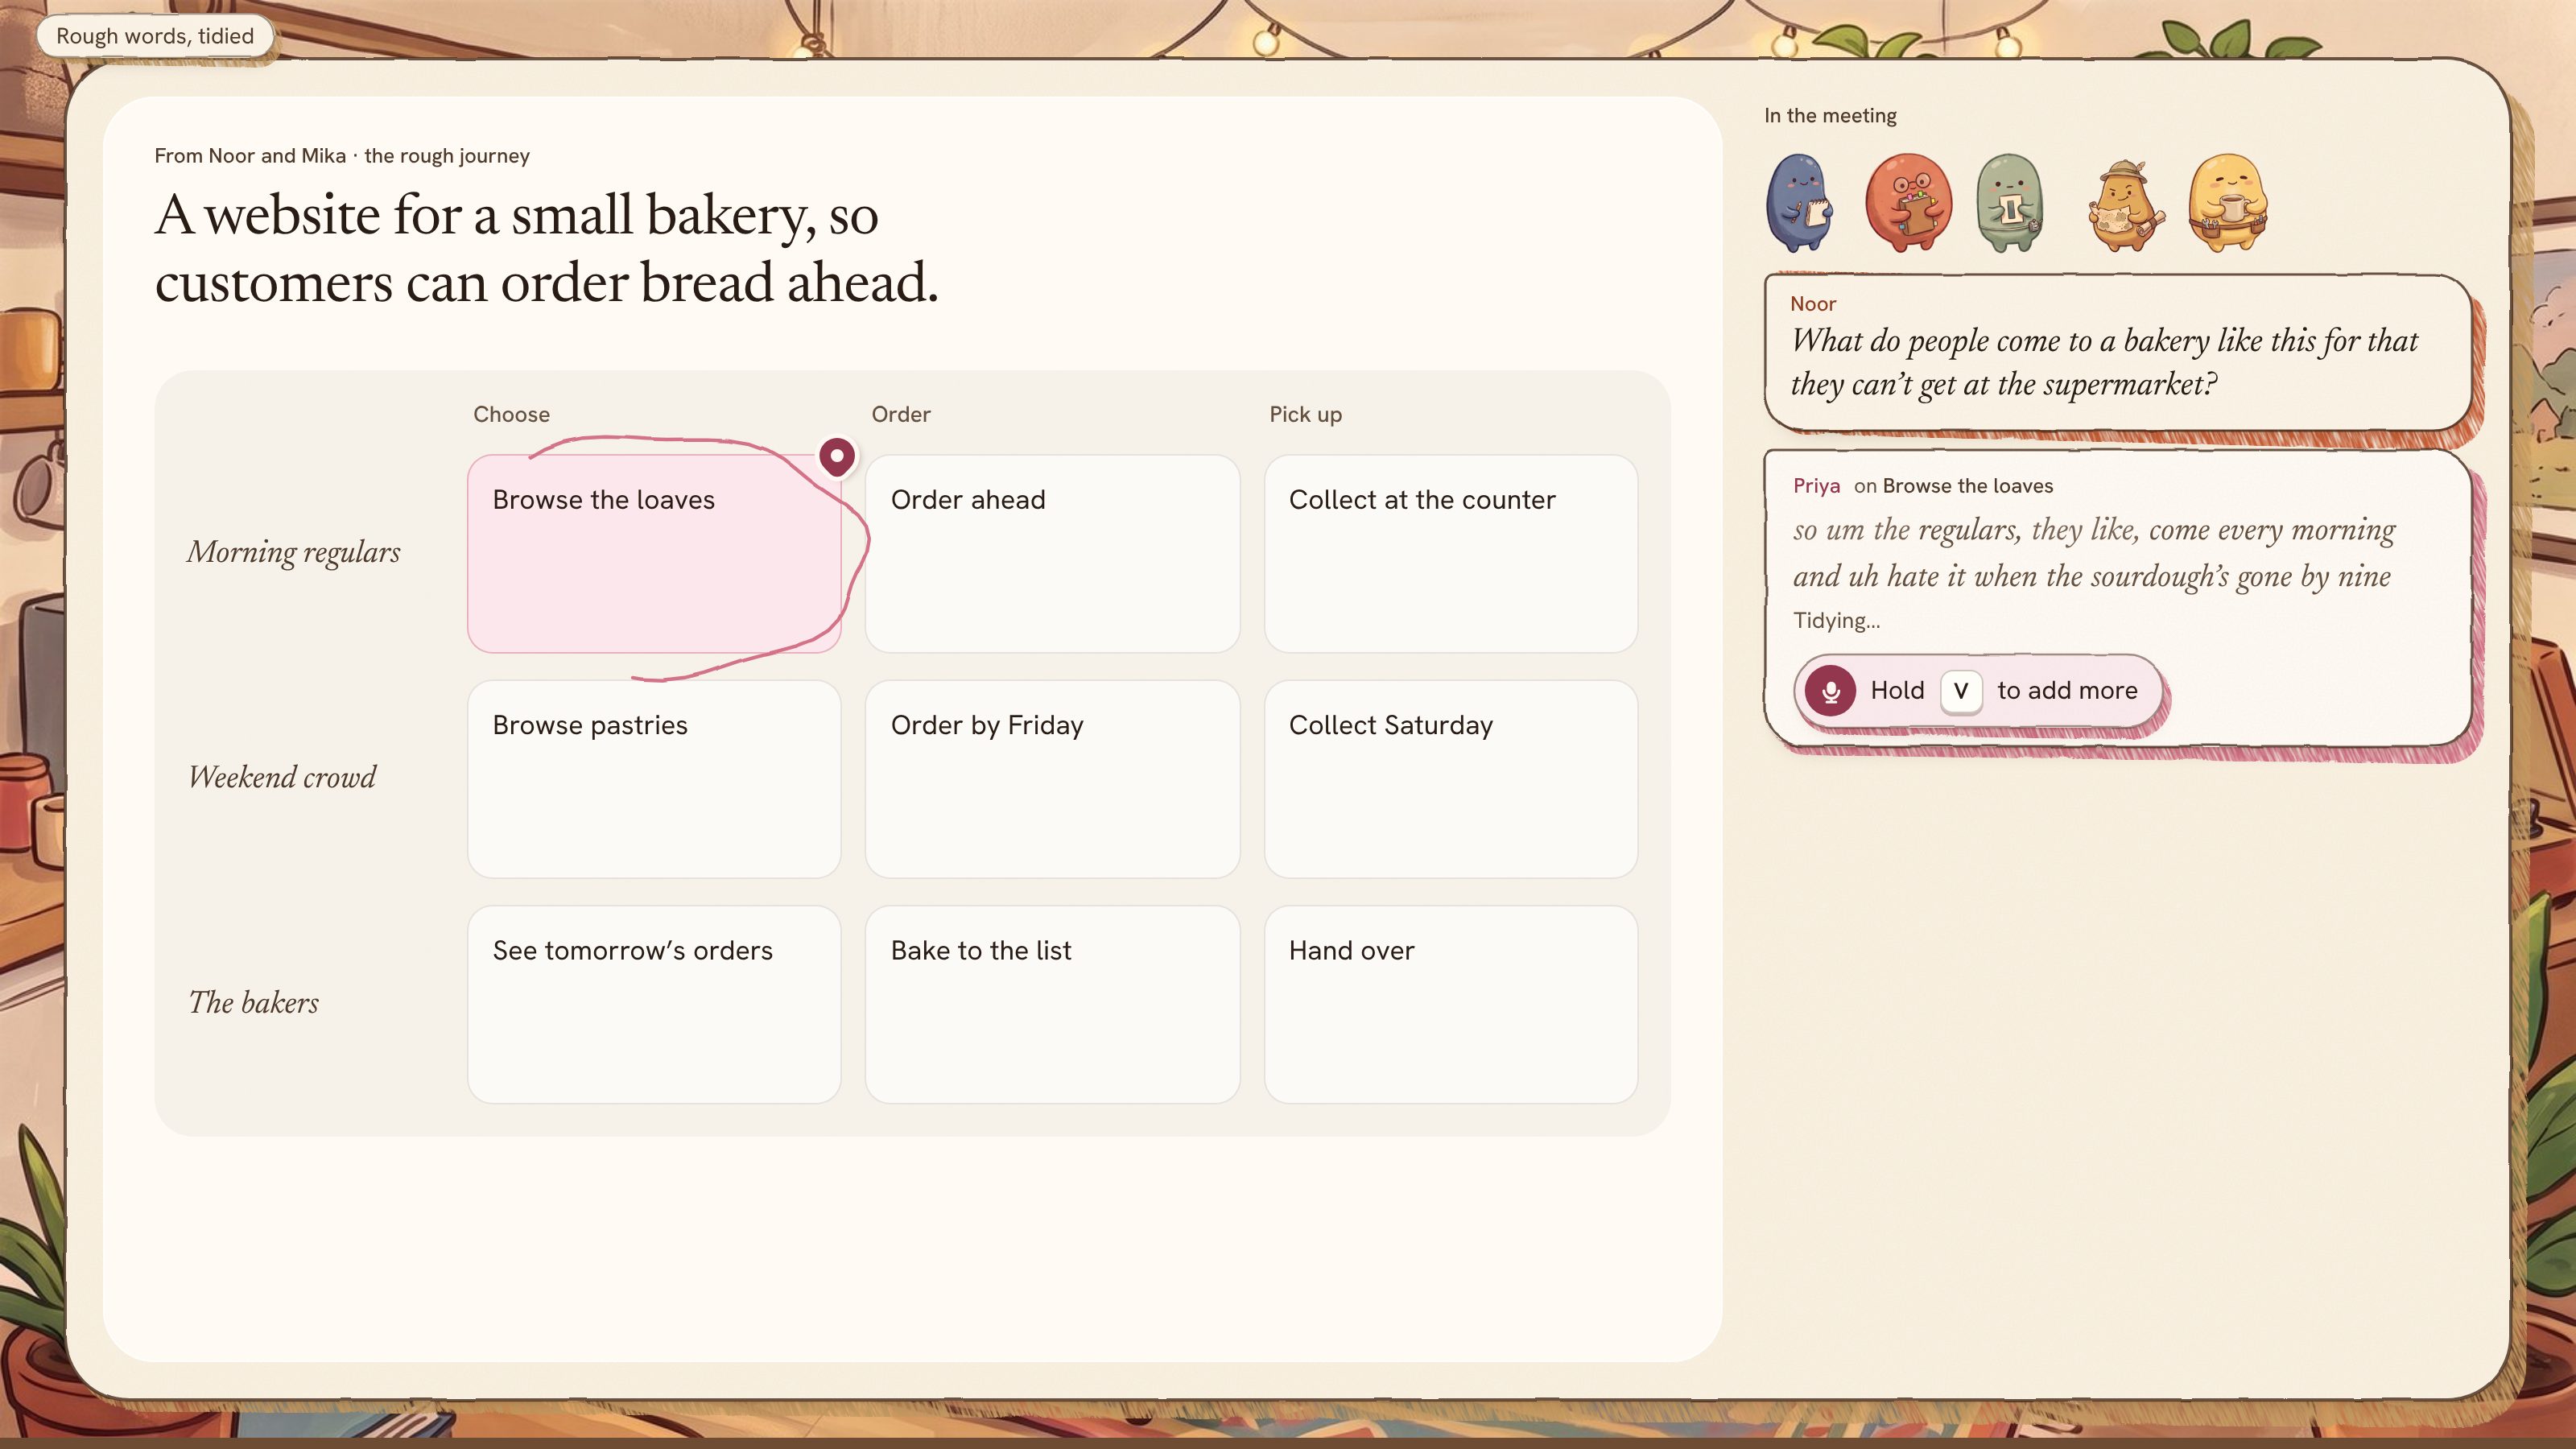 Rough words, tidied
From Noor and Mika · the rough journey
A website for a small bakery, so
customers can order bread ahead.
Choose
Order
Pick up
Morning regulars
Browse the loaves
Order ahead
Collect at the counter
Weekend crowd
Browse pastries
Order by Friday
Collect Saturday
The bakers
See tomorrow’s orders
Bake to the list
Hand over
In the meeting
Noor
What do people come to a bakery like this for that
they can’t get at the supermarket?
Priya on Browse the loaves
so um the regulars, they like, come every morning
and uh hate it when the sourdough’s gone by nine
Tidying...
Hold V to add more